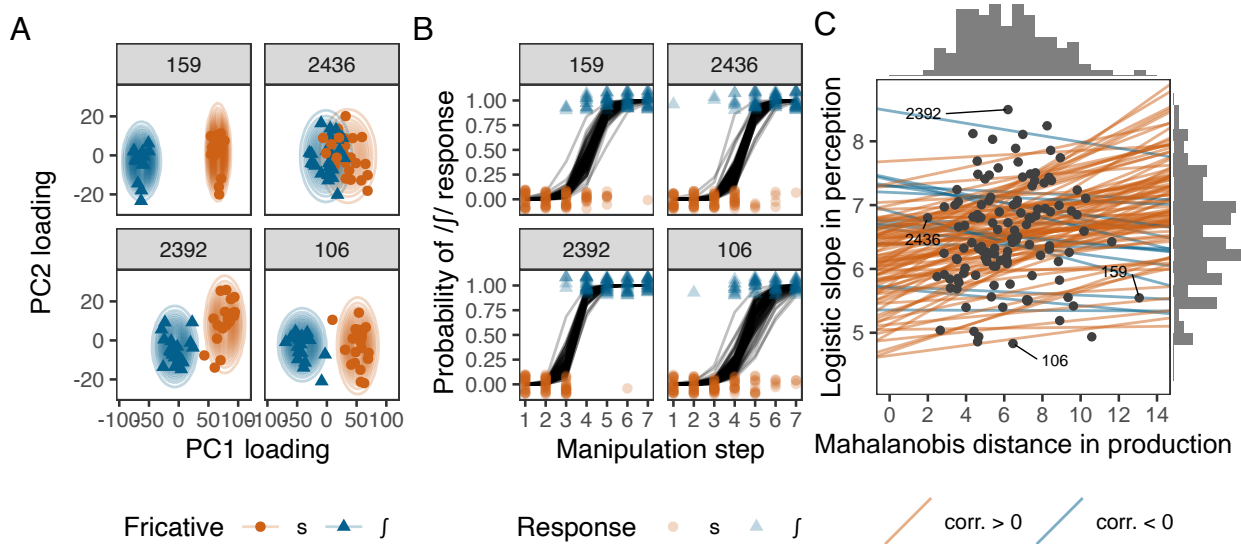 A
159
2436
20
0
-20
2392
106
20
0
-20
-100
-50
0
50
100
-100
-50
0
50
100
PC2 loading
PC1 loading
Fricative
s
ʃ
B
159
2436
1.00
0.75
0.50
0.25
0.00
2392
106
1.00
0.75
0.50
0.25
0.00
1 2 3 4 5 6 7
1 2 3 4 5 6 7
Probability of /ʃ/ response
Manipulation step
Response
s
ʃ
C
Logistic slope in perception
8
7
6
5
2392
2436
159
106
0 2 4 6 8 10 12 14
Mahalanobis distance in production
corr. > 0
corr. < 0